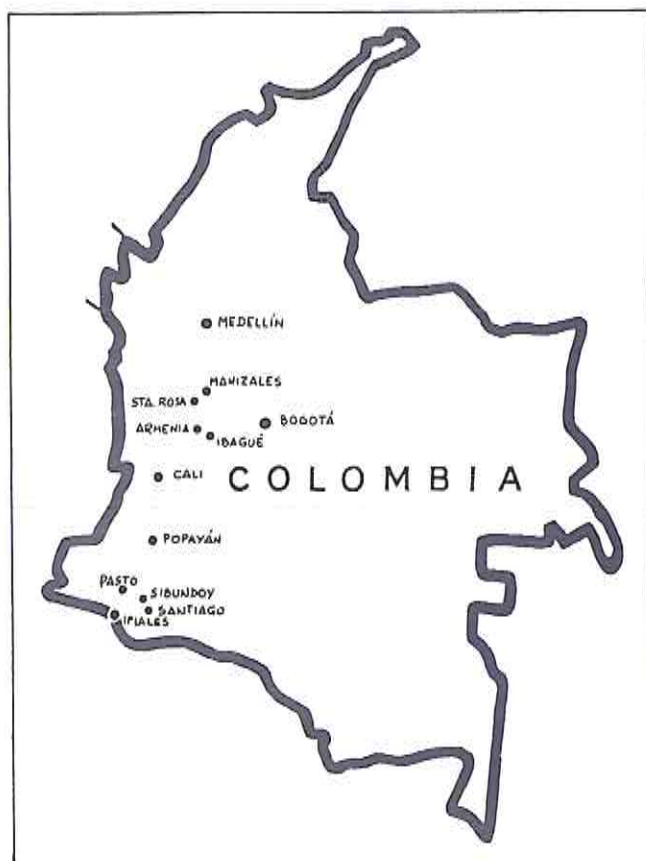 MEDELLÍN
MANIZALES
STA. ROSA
ARMENIA
IBAGUÉ
BOGOTÁ
CALI
COLOMBIA
POPAYÁN
PASTO
SIBUNDOY
SANTIAGO
IPIALES